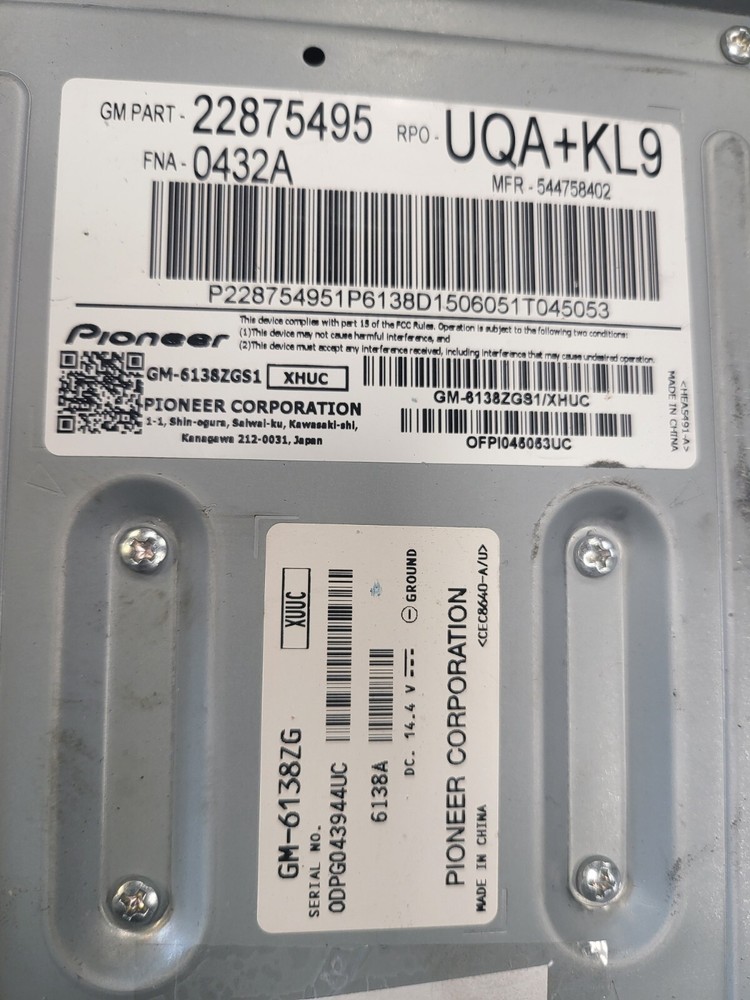 GM PART - 22875495 RPO - UQA+KL9
FNA - 0432A
MFR - 544758402
P228754951P6138D1506051T045053
Pioneer
This device complies with part 15 of the FCC Rules. Operation is subject to the following two conditions:
(1)This device may not cause harmful interference, and
(2)This device must accept any interference received, including interference that may cause undesired operation.
GM-6138ZGS1 XHUC
GM-6138ZGS1/XHUC
PIONEER CORPORATION
1-1, Shin-ogura, Saiwai-ku, Kawasaki-shi,
Kanagawa 212-0031, Japan
OFPI045053UC
MADE IN CHINA
<HEA5491-A>
GM-6138ZG XUUC
SERIAL NO.
ODPG043944UC
6138A
DC. 14.4 V ⊖ GROUND
PIONEER CORPORATION
MADE IN CHINA <CEC8640-A/U>